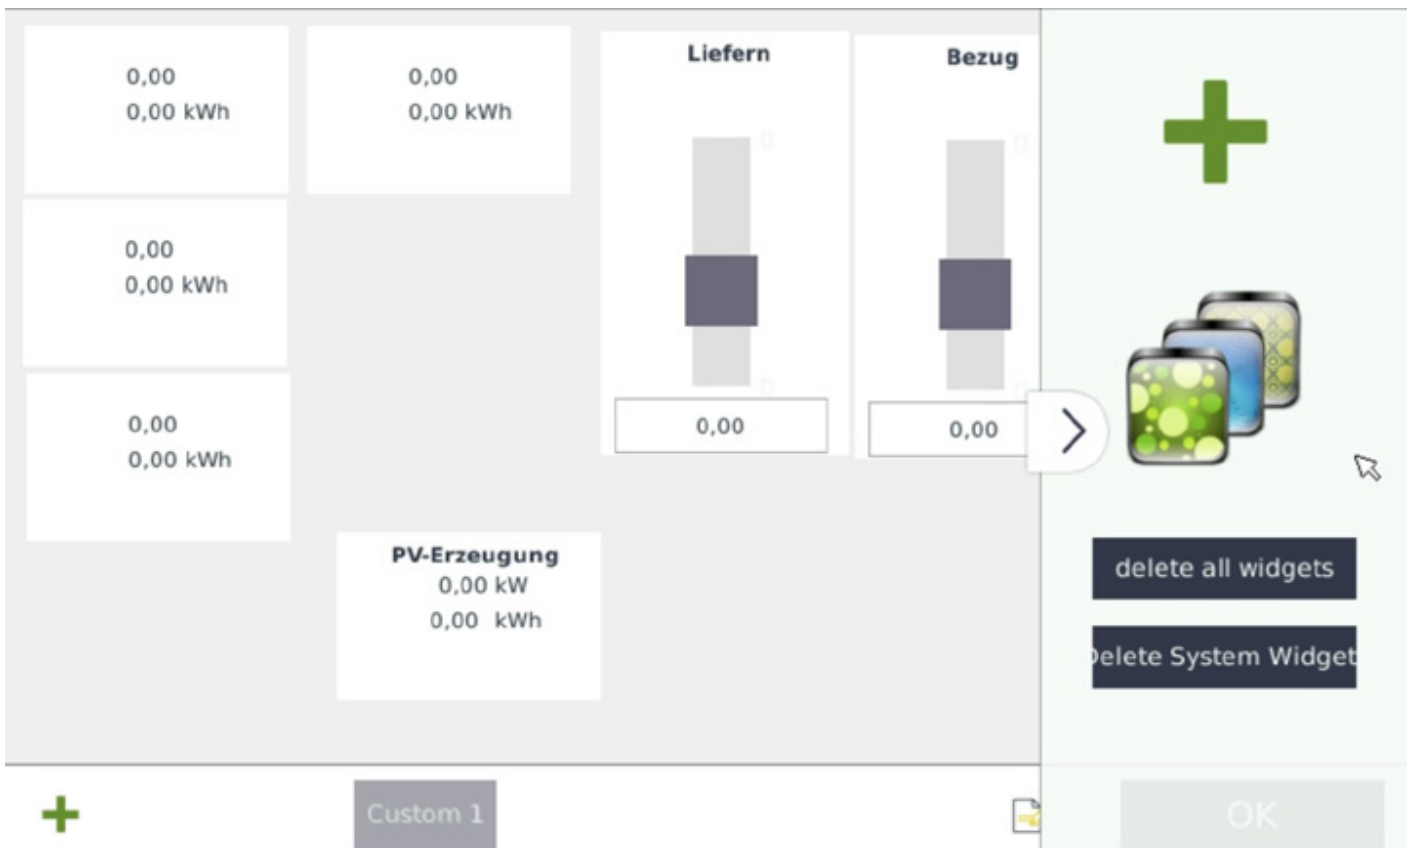 0,00
0,00 kWh
0,00
0,00 kWh
0,00
0,00 kWh
0,00
0,00 kWh
PV-Erzeugung
0,00 kW
0,00 kWh
Liefern
0,00
Bezug
0,00
delete all widgets
Delete System Widget
Custom 1
OK